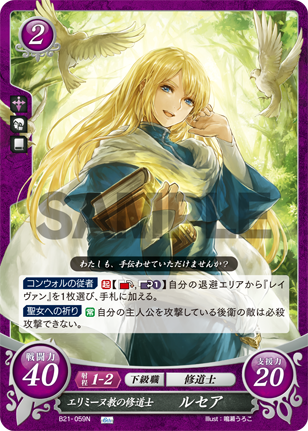 2
SAMPLE
わたしも、手伝わせていただけませんか?
コンウォルの従者 起【、1】自分の退避エリアから『レイ
ヴァン』を1枚選び、手札に加える。
聖女への祈り 常 自分の主人公を攻撃している後衛の敵は必殺
攻撃できない。
戦闘力
40
射程 1-2 下級職 修道士
支援力
20
B21-059N
エリミーヌ教の修道士 ルセア
Illust:鳴瀬うろこ